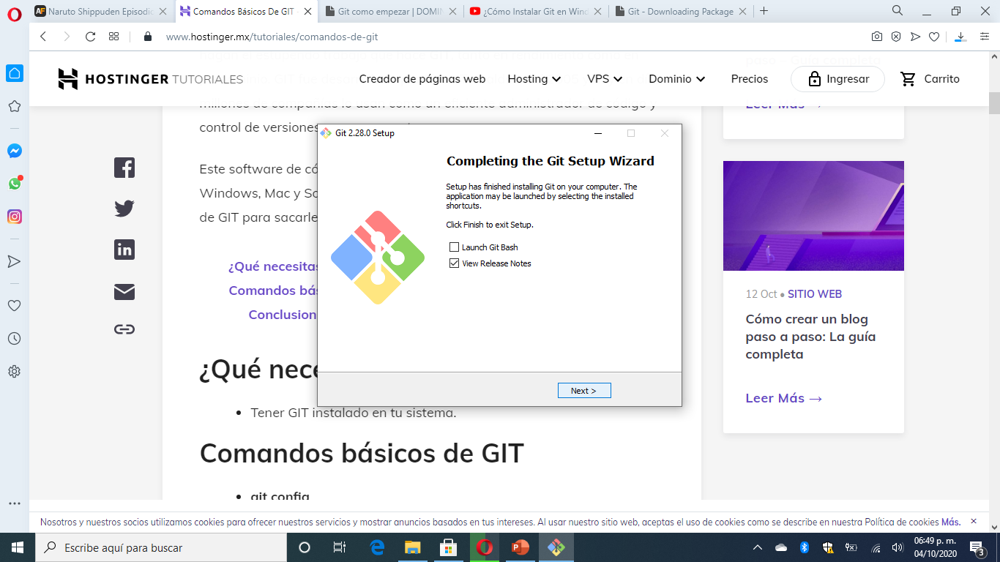 Naruto Shippuden Episodio
Comandos Básicos De GIT -
Git como empezar | DOMIN
¿Cómo Instalar Git en Wind
Git - Downloading Package
www.hostinger.mx/tutoriales/comandos-de-git
HOSTINGER TUTORIALES
Creador de páginas web
Hosting
VPS
Dominio
Precios
Ingresar
Carrito
millones de compañías lo usan como un eficiente administrador de código y
control de versiones
Este software de có
Windows, Mac y So
de GIT para sacarle
¿Qué necesitas
Comandos bás
Conclusion
¿Qué nece
Tener GIT instalado en tu sistema.
Comandos básicos de GIT
git config
Git 2.28.0 Setup
Completing the Git Setup Wizard
Setup has finished installing Git on your computer. The
application may be launched by selecting the installed
shortcuts.
Click Finish to exit Setup.
Launch Git Bash
View Release Notes
Next >
Leer Más →
12 Oct • SITIO WEB
Cómo crear un blog
paso a paso: La guía
completa
Leer Más →
Nosotros y nuestros socios utilizamos cookies para ofrecer nuestros servicios y mostrar anuncios basados en tus intereses. Al usar nuestro sitio web, aceptas el uso de cookies como se describe en nuestra Política de cookies Más.
Escribe aquí para buscar
06:49 p. m.
04/10/2020
3